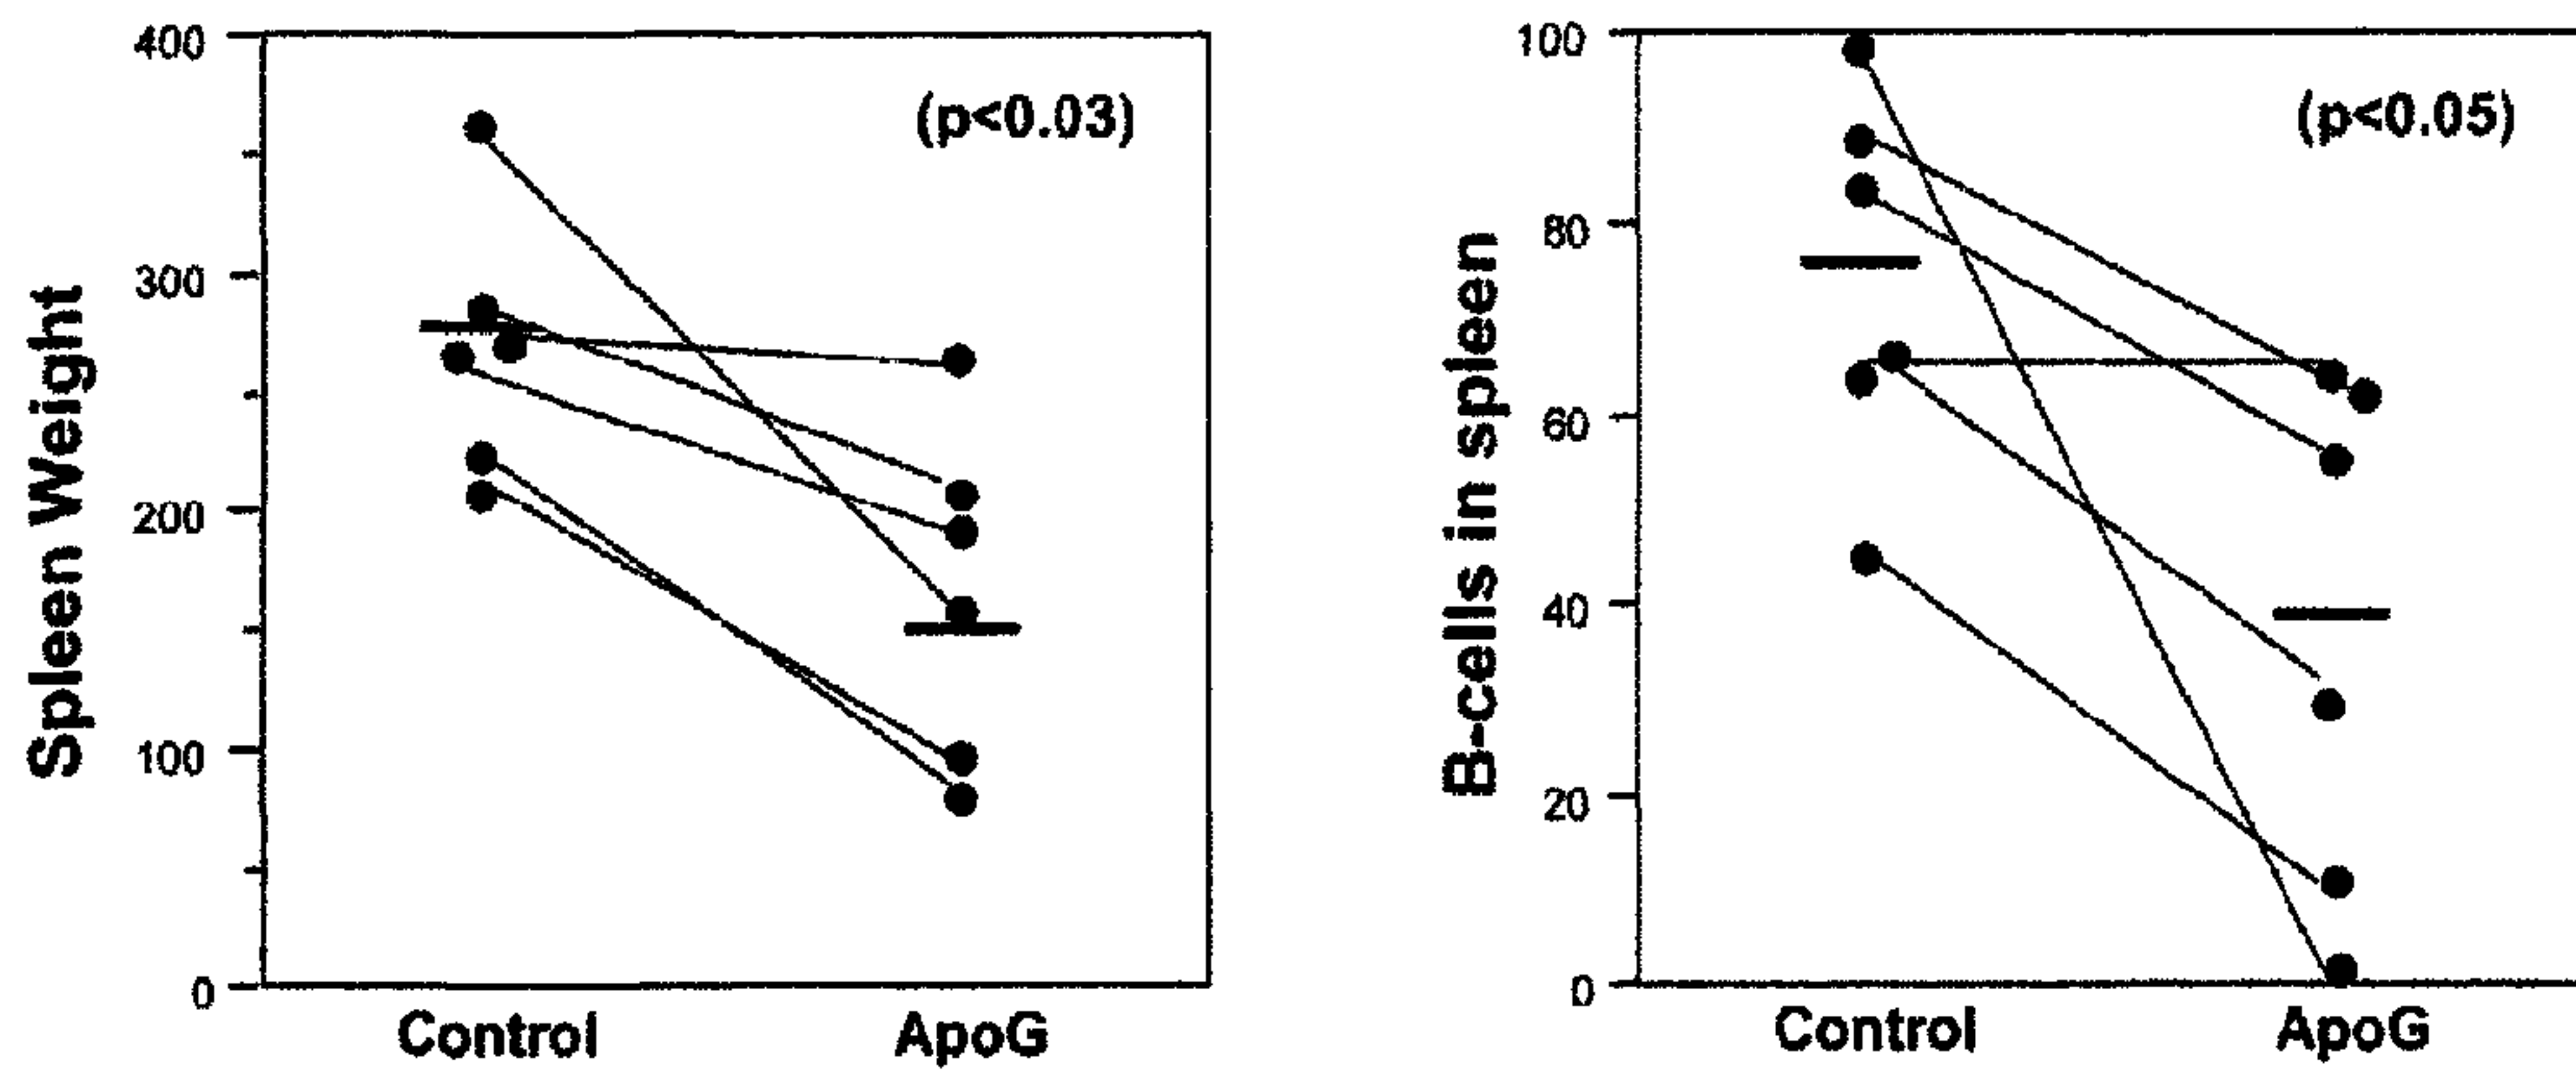 Spleen Weight
400
300
200
100
0
(p<0.03)
Control
ApoG
B-cells in spleen
100
80
60
40
20
0
(p<0.05)
Control
ApoG